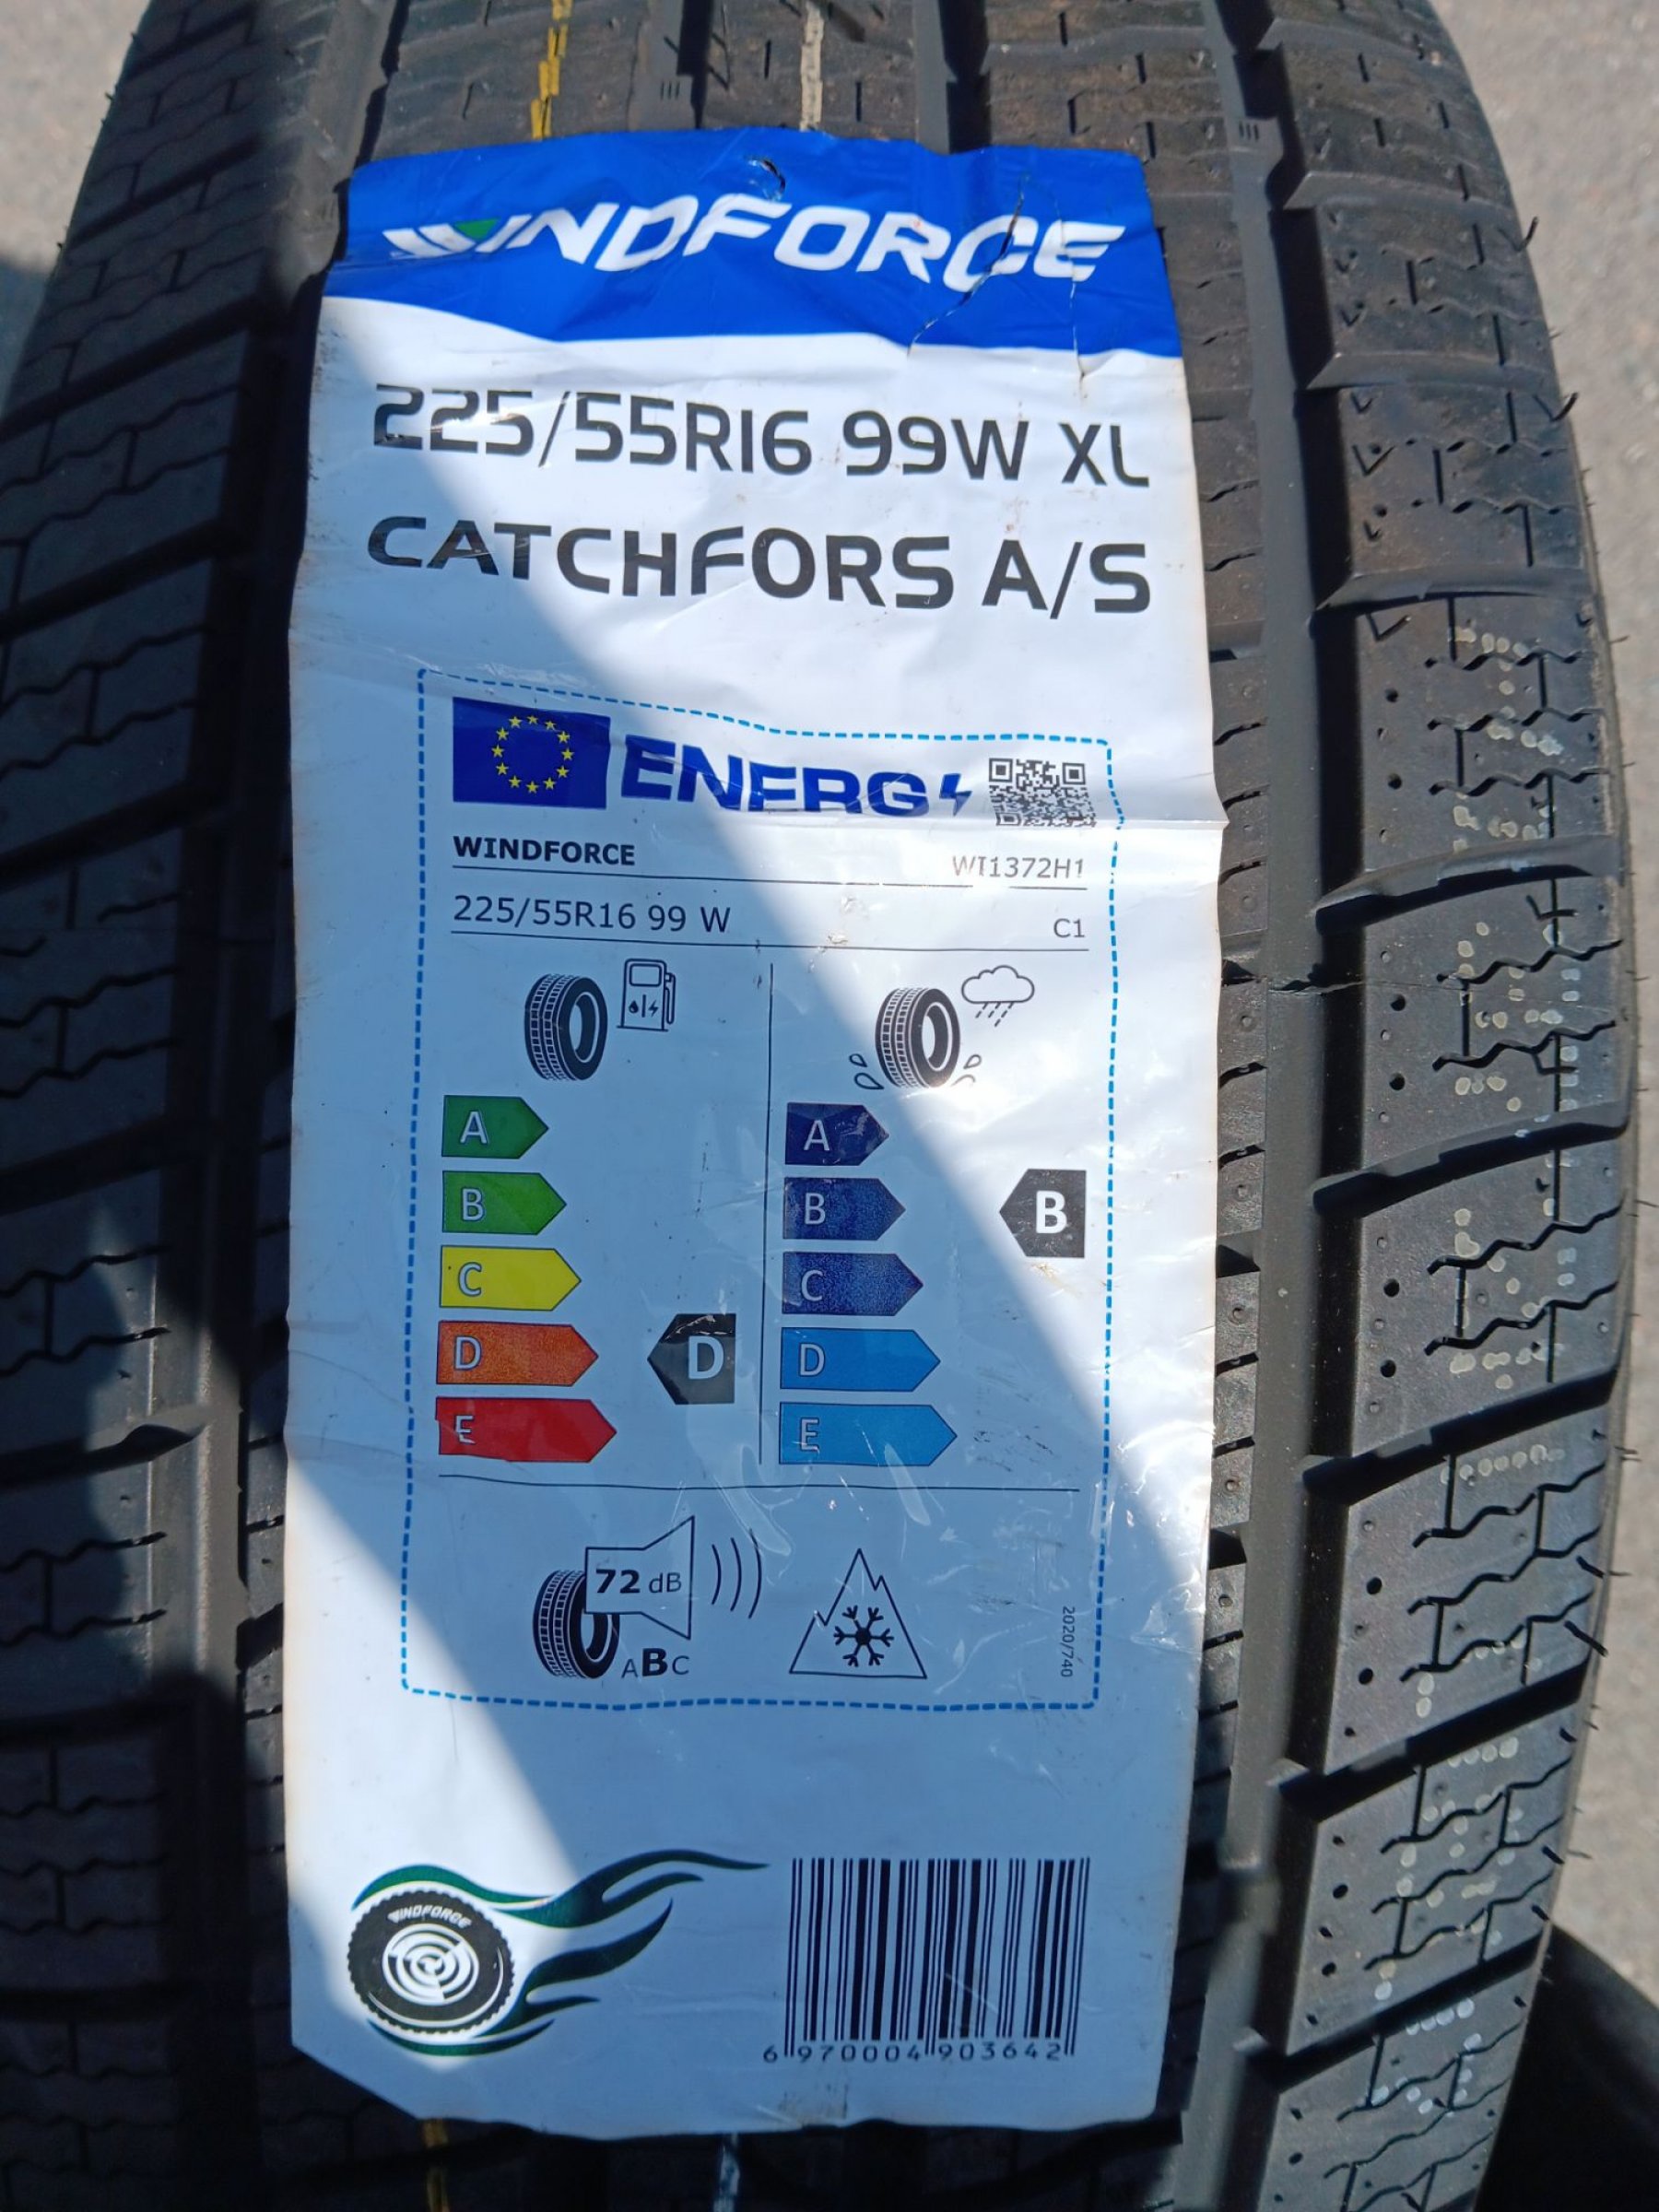 WINDFORCE
225/55R16 99W XL
CATCHFORS A/S
ENERG
WINDFORCE WI1372H1
225/55R16 99 W C1
A A
B B B
C C
D D D
E E
72 dB
ABC
2020/740
WINDFORCE
6 970004 903642